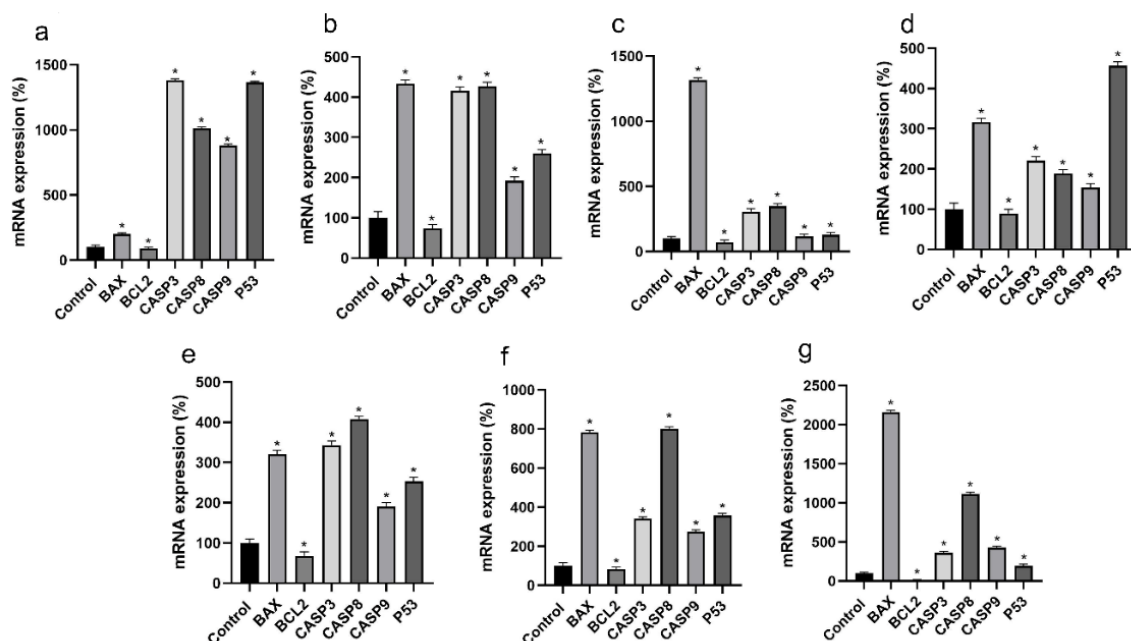 a
mRNA expression (%)
1500
1000
500
0
*
*
*
*
*
*
Control
BAX
BCL2
CASP3
CASP8
CASP9
P53
b
mRNA expression (%)
500
400
300
200
100
0
*
*
*
*
*
*
Control
BAX
BCL2
CASP3
CASP8
CASP9
P53
c
mRNA expression (%)
1500
1000
500
0
*
*
*
*
*
*
Control
BAX
BCL2
CASP3
CASP8
CASP9
P53
d
mRNA expression (%)
500
400
300
200
100
0
*
*
*
*
*
*
Control
BAX
BCL2
CASP3
CASP8
CASP9
P53
e
mRNA expression (%)
500
400
300
200
100
0
*
*
*
*
*
*
Control
BAX
BCL2
CASP3
CASP8
CASP9
P53
f
mRNA expression (%)
1000
800
600
400
200
0
*
*
*
*
*
*
Control
BAX
BCL2
CASP3
CASP8
CASP9
P53
g
mRNA expression (%)
2500
2000
1500
1000
500
0
*
*
*
*
*
*
Control
BAX
BCL2
CASP3
CASP8
CASP9
P53